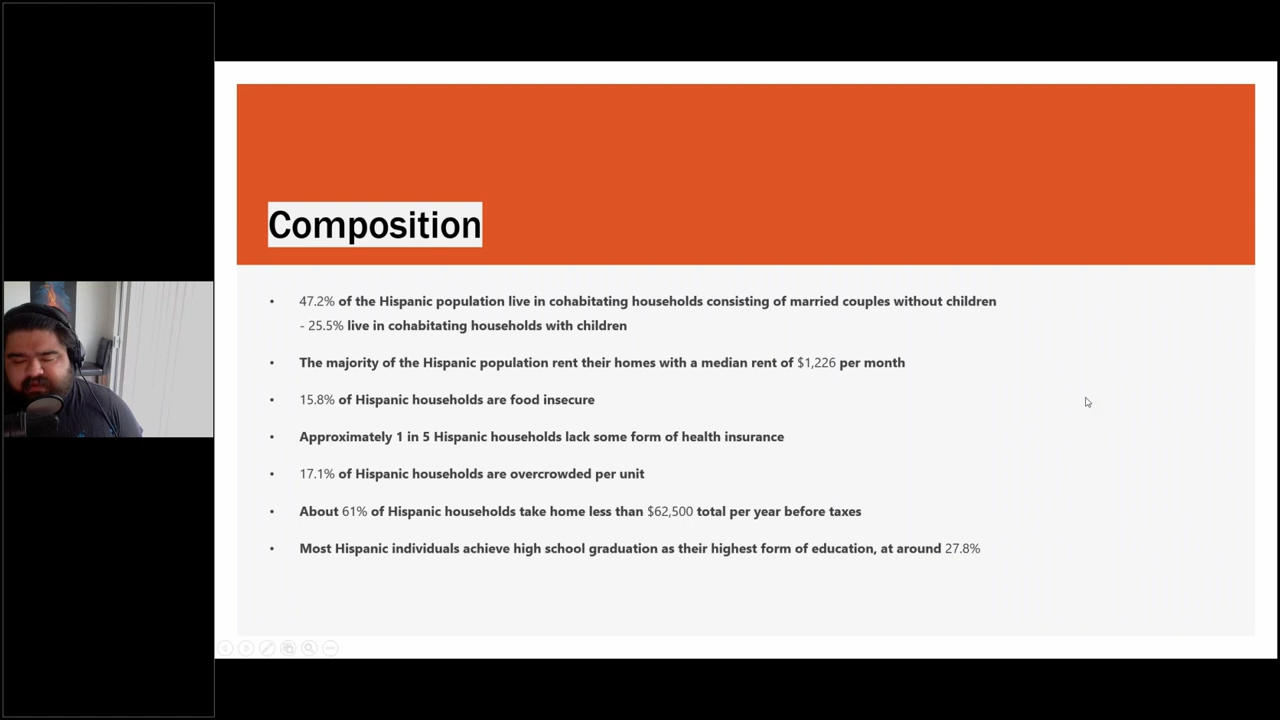 Composition
• 47.2% of the Hispanic population live in cohabitating households consisting of married couples without children
- 25.5% live in cohabitating households with children
• The majority of the Hispanic population rent their homes with a median rent of $1,226 per month
• 15.8% of Hispanic households are food insecure
• Approximately 1 in 5 Hispanic households lack some form of health insurance
• 17.1% of Hispanic households are overcrowded per unit
• About 61% of Hispanic households take home less than $62,500 total per year before taxes
• Most Hispanic individuals achieve high school graduation as their highest form of education, at around 27.8%